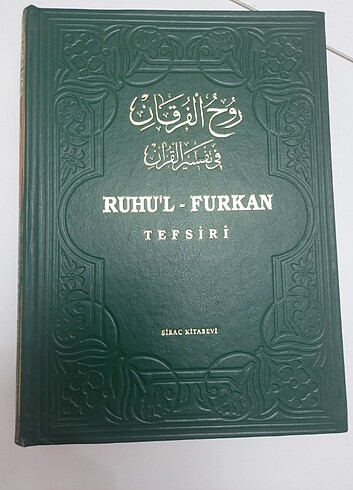 روح الفرقان
في تفسير القرآن
RUHU'L - FURKAN
TEFSİRİ
SİRAC KİTABEVİ